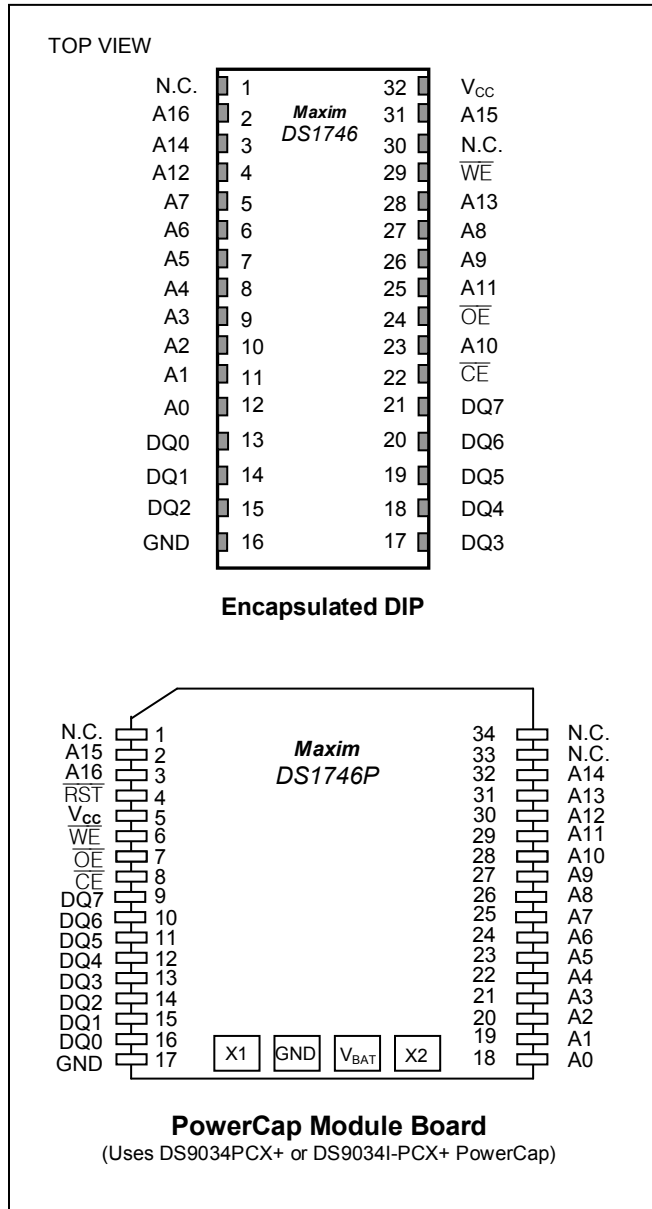 TOP VIEW
N.C. 1 32 VCC
A16 2 Maxim 31 A15
A14 3 DS1746 30 N.C.
A12 4 29 W̅E̅
A7 5 28 A13
A6 6 27 A8
A5 7 26 A9
A4 8 25 A11
A3 9 24 O̅E̅
A2 10 23 A10
A1 11 22 C̅E̅
A0 12 21 DQ7
DQ0 13 20 DQ6
DQ1 14 19 DQ5
DQ2 15 18 DQ4
GND 16 17 DQ3
Encapsulated DIP
N.C. 1 34 N.C.
A15 2 Maxim 33 N.C.
A16 3 DS1746P 32 A14
R̅S̅T̅ 4 31 A13
VCC 5 30 A12
W̅E̅ 6 29 A11
O̅E̅ 7 28 A10
C̅E̅ 8 27 A9
DQ7 9 26 A8
DQ6 10 25 A7
DQ5 11 24 A6
DQ4 12 23 A5
DQ3 13 22 A4
DQ2 14 21 A3
DQ1 15 20 A2
DQ0 16 19 A1
GND 17 X1 GND VBAT X2 18 A0
PowerCap Module Board
(Uses DS9034PCX+ or DS9034I-PCX+ PowerCap)